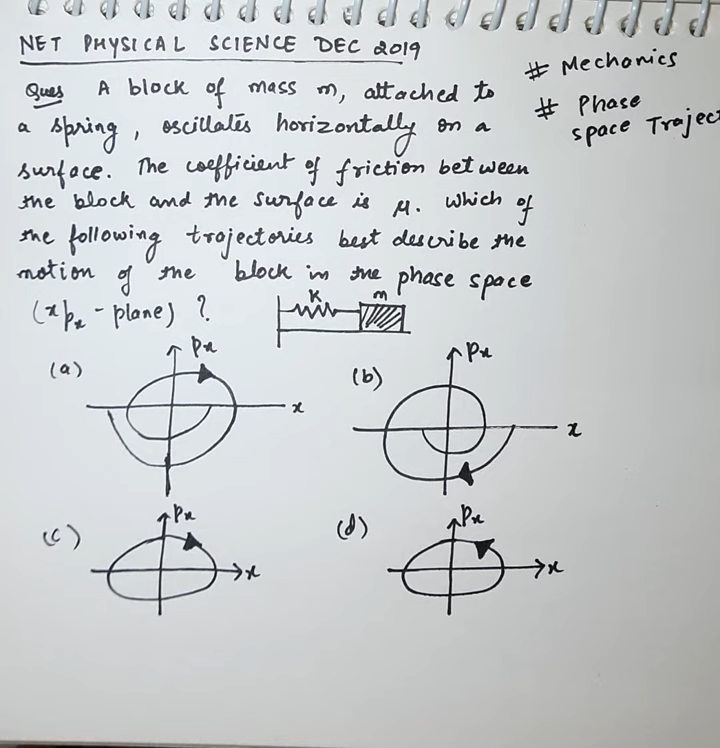 NET PHYSICAL SCIENCE DEC 2019
# Mechanics
# Phase
space Traject
Ques A block of mass m, attached to
a spring, oscillates horizontally on a
surface. The coefficient of friction between
the block and the surface is μ. Which of
the following trajectories best describe the
motion of the block in the phase space
(xpx - plane) ?
K
m
(a)
Px
x
(b)
Px
x
(c)
Px
x
(d)
Px
x